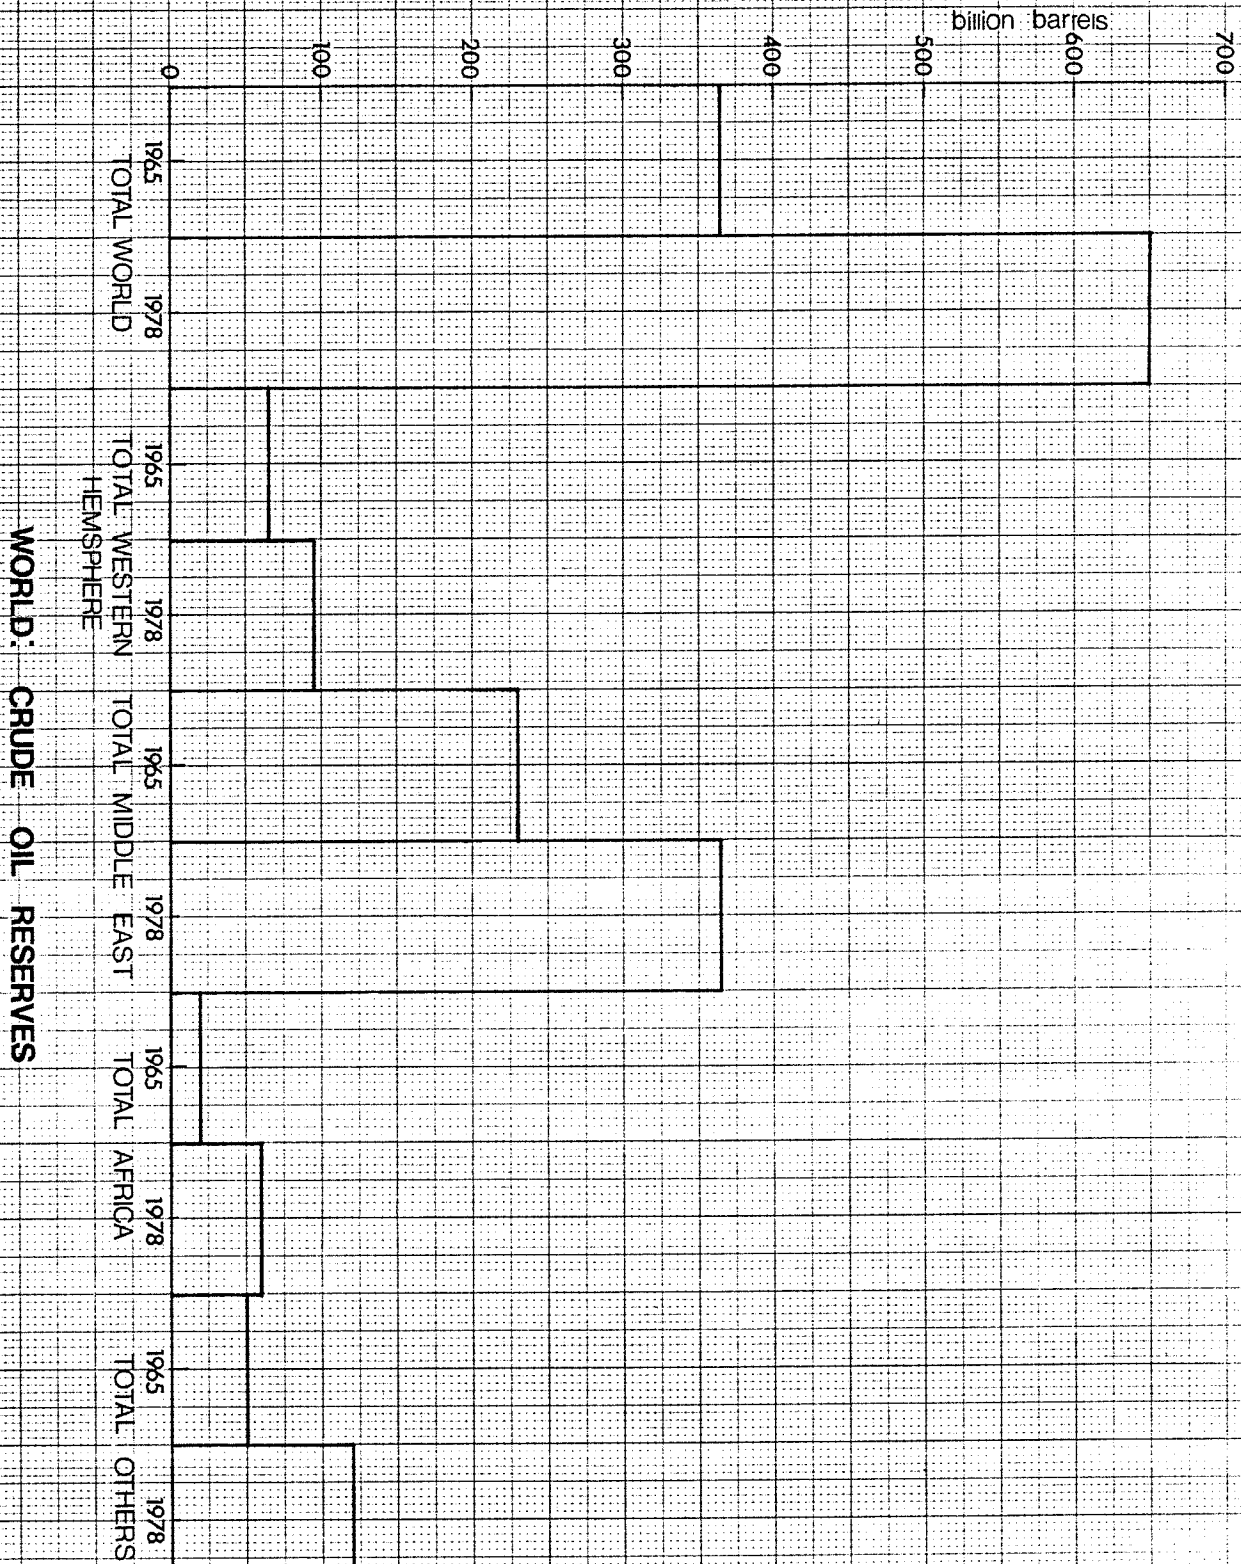 billion barrels
700
600
500
400
300
200
100
0
1965 1978 1965 1978 1965 1978 1965 1978 1965 1978
TOTAL WORLD TOTAL WESTERN TOTAL MIDDLE EAST TOTAL AFRICA TOTAL OTHERS
HEMSPHERE
WORLD: CRUDE OIL RESERVES